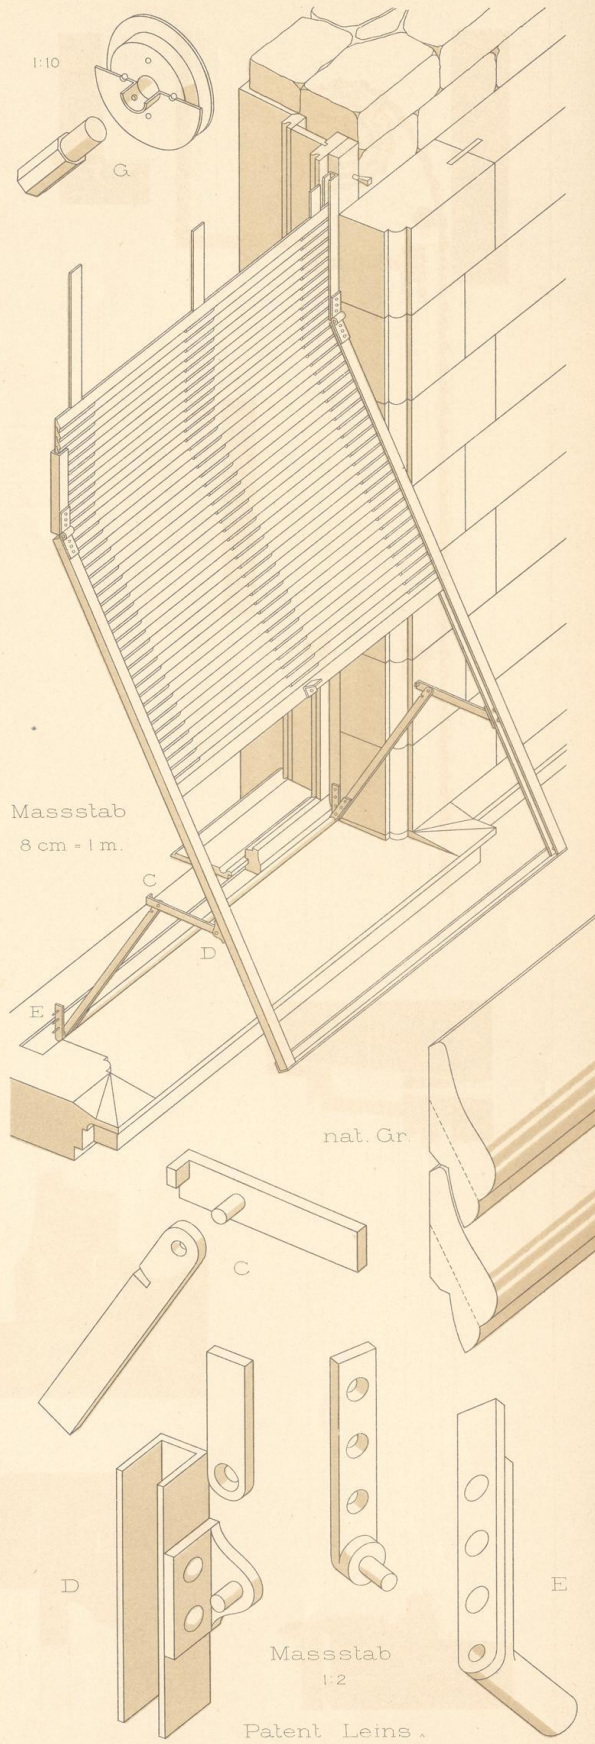 1:10
G
Massstab
8 cm = 1 m.
C
D
E
nat. Gr.
C
D
E
Massstab
1:2
Patent Leins.